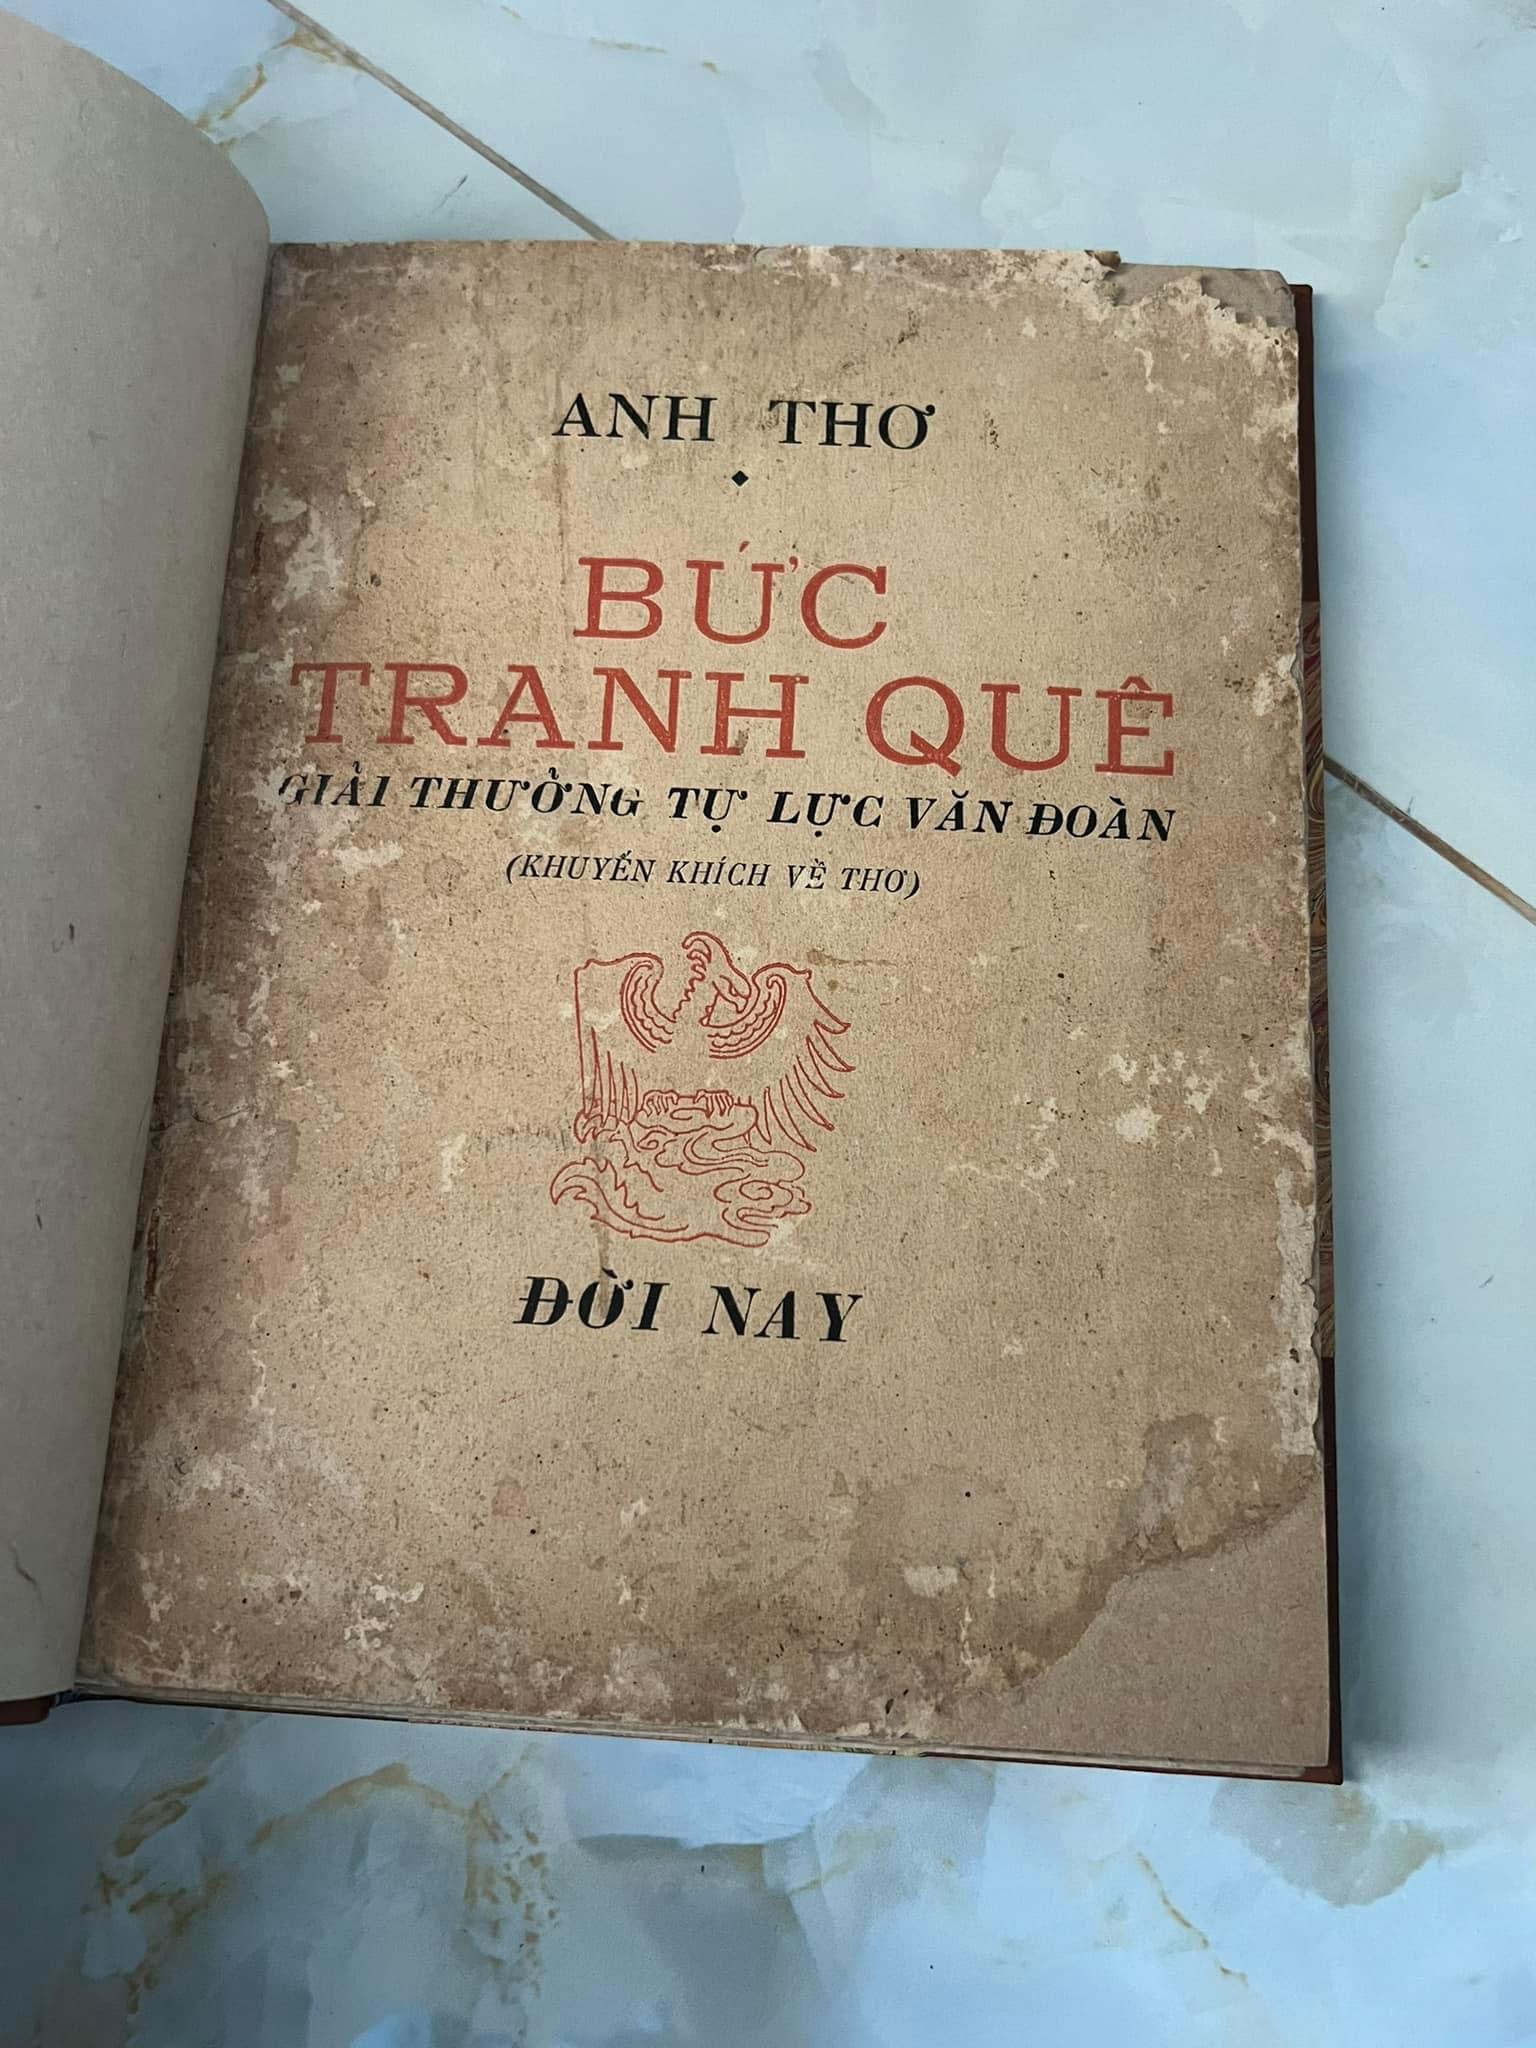 ANH THƠ
BỨC
TRANH QUÊ
GIẢI THƯỞNG TỰ LỰC VĂN ĐOÀN
(KHUYẾN KHÍCH VỀ THƠ)
ĐỜI NAY